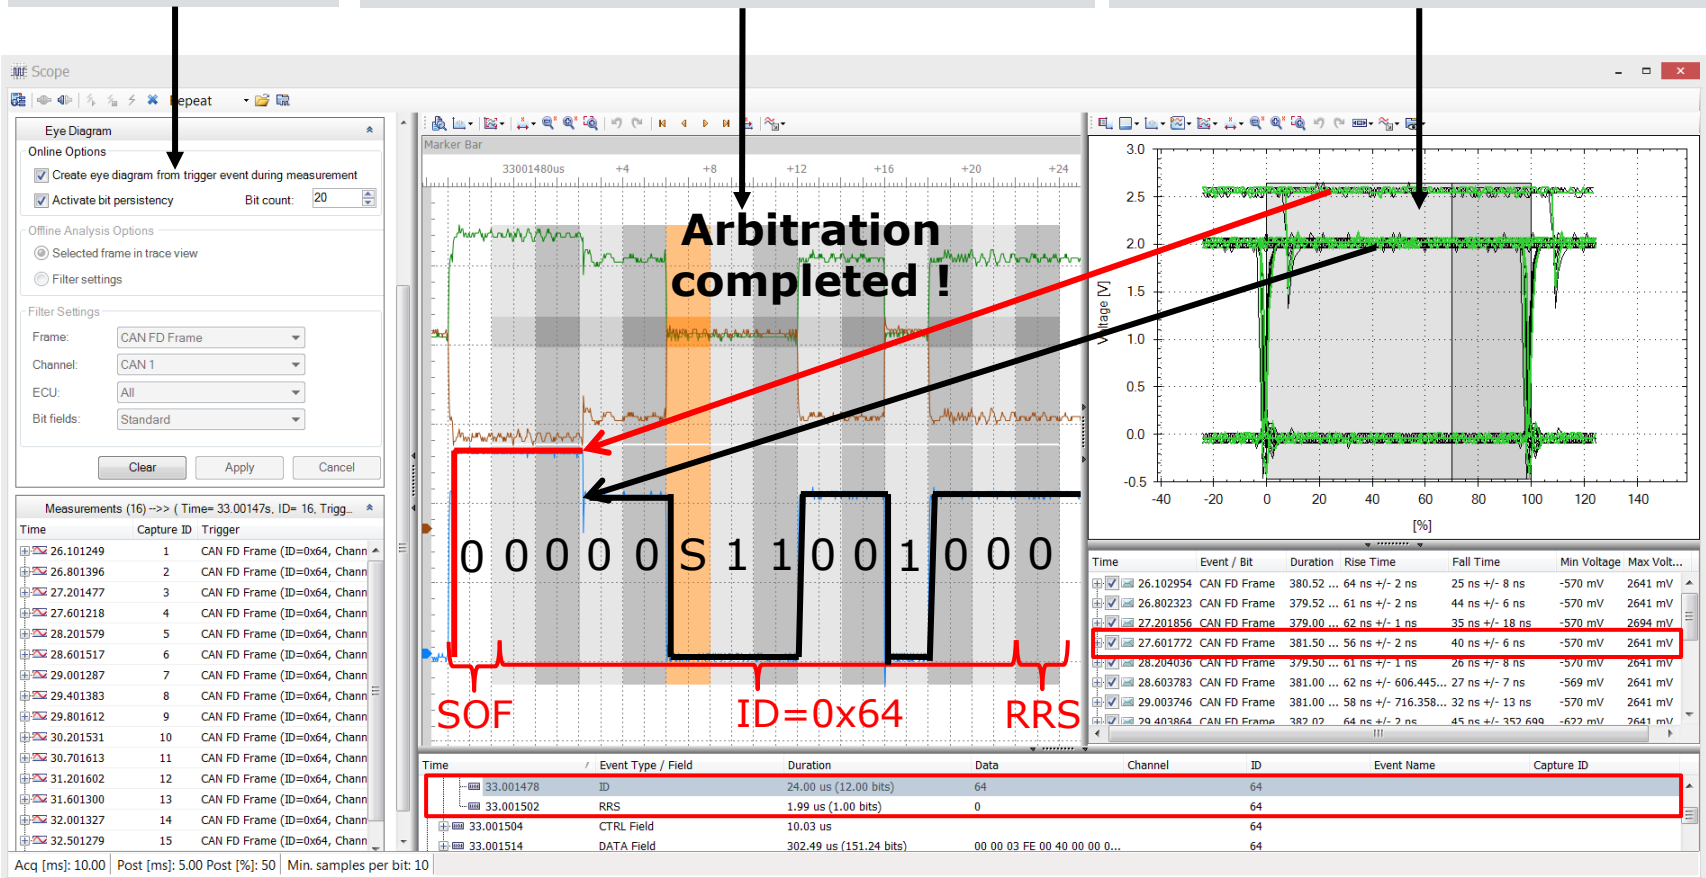 Scope
Repeat
Eye Diagram
Online Options
Create eye diagram from trigger event during measurement
Activate bit persistency Bit count: 20
Offline Analysis Options
Selected frame in trace view
Filter settings
Filter Settings
Frame: CAN FD Frame
Channel: CAN 1
ECU: All
Bit fields: Standard
Clear Apply Cancel
Measurements (16) -->> ( Time= 33.00147s, ID= 16, Trigg...
Time Capture ID Trigger
26.101249 1 CAN FD Frame (ID=0x64, Chann
26.801396 2 CAN FD Frame (ID=0x64, Chann
27.201477 3 CAN FD Frame (ID=0x64, Chann
27.601218 4 CAN FD Frame (ID=0x64, Chann
28.201579 5 CAN FD Frame (ID=0x64, Chann
28.601517 6 CAN FD Frame (ID=0x64, Chann
29.001287 7 CAN FD Frame (ID=0x64, Chann
29.401383 8 CAN FD Frame (ID=0x64, Chann
29.801612 9 CAN FD Frame (ID=0x64, Chann
30.201531 10 CAN FD Frame (ID=0x64, Chann
30.701613 11 CAN FD Frame (ID=0x64, Chann
31.201602 12 CAN FD Frame (ID=0x64, Chann
31.601300 13 CAN FD Frame (ID=0x64, Chann
32.001327 14 CAN FD Frame (ID=0x64, Chann
32.501279 15 CAN FD Frame (ID=0x64, Chann
Marker Bar
33001480us +4 +8 +12 +16 +20 +24
Arbitration
completed !
0 0 0 0 0 S 1 1 0 0 1 0 0 0
SOF ID=0x64 RRS
3.0
2.5
2.0
1.5
1.0
0.5
0.0
-0.5
Voltage [V]
-40 -20 0 20 40 60 80 100 120 140
[%]
Time Event / Bit Duration Rise Time Fall Time Min Voltage Max Volt...
26.102954 CAN FD Frame 380.52 ... 64 ns +/- 2 ns 25 ns +/- 8 ns -570 mV 2641 mV
26.802323 CAN FD Frame 379.52 ... 61 ns +/- 2 ns 44 ns +/- 6 ns -570 mV 2641 mV
27.201856 CAN FD Frame 379.00 ... 62 ns +/- 1 ns 35 ns +/- 18 ns -570 mV 2694 mV
27.601772 CAN FD Frame 381.50 ... 56 ns +/- 2 ns 40 ns +/- 6 ns -570 mV 2641 mV
28.204036 CAN FD Frame 379.50 ... 61 ns +/- 1 ns 26 ns +/- 8 ns -570 mV 2641 mV
28.603783 CAN FD Frame 381.00 ... 62 ns +/- 606.445... 27 ns +/- 7 ns -569 mV 2641 mV
29.003746 CAN FD Frame 381.00 ... 58 ns +/- 716.358... 32 ns +/- 13 ns -570 mV 2641 mV
29.403864 CAN FD Frame 382.02 64 ns +/- 2 ns 45 ns +/- 352.699 -622 mV 2641 mV
Time Event Type / Field Duration Data Channel ID Event Name Capture ID
33.001478 ID 24.00 us (12.00 bits) 64 64
33.001502 RRS 1.99 us (1.00 bits) 0 64
33.001504 CTRL Field 10.03 us 64
33.001514 DATA Field 302.49 us (151.24 bits) 00 00 03 FE 00 40 00 00 0... 64
Acq [ms]: 10.00 Post [ms]: 5.00 Post [%]: 50 Min. samples per bit: 10